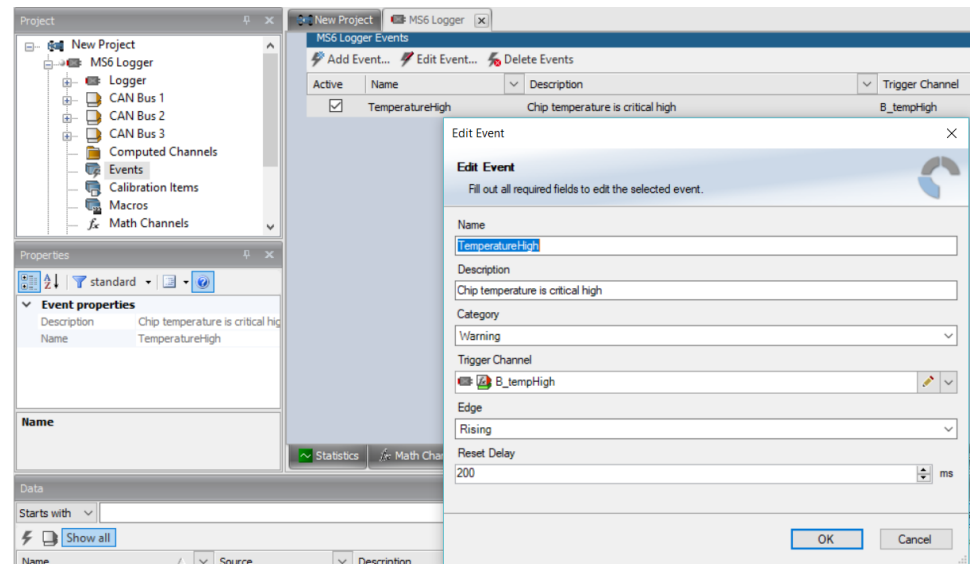 Project
New Project
MS6 Logger
Logger
CAN Bus 1
CAN Bus 2
CAN Bus 3
Computed Channels
Events
Calibration Items
Macros
fx Math Channels
Properties
standard
Event properties
Description Chip temperature is critical hig
Name TemperatureHigh
Name
New Project
MS6 Logger
MS6 Logger Events
Add Event... Edit Event... Delete Events
Active Name Description Trigger Channel
TemperatureHigh Chip temperature is critical high B_tempHigh
Statistics fx Math Chan
Edit Event
Edit Event
Fill out all required fields to edit the selected event.
Name
TemperatureHigh
Description
Chip temperature is critical high
Category
Warning
Trigger Channel
B_tempHigh
Edge
Rising
Reset Delay
200 ms
OK Cancel
Data
Starts with
Show all
Name Source Description